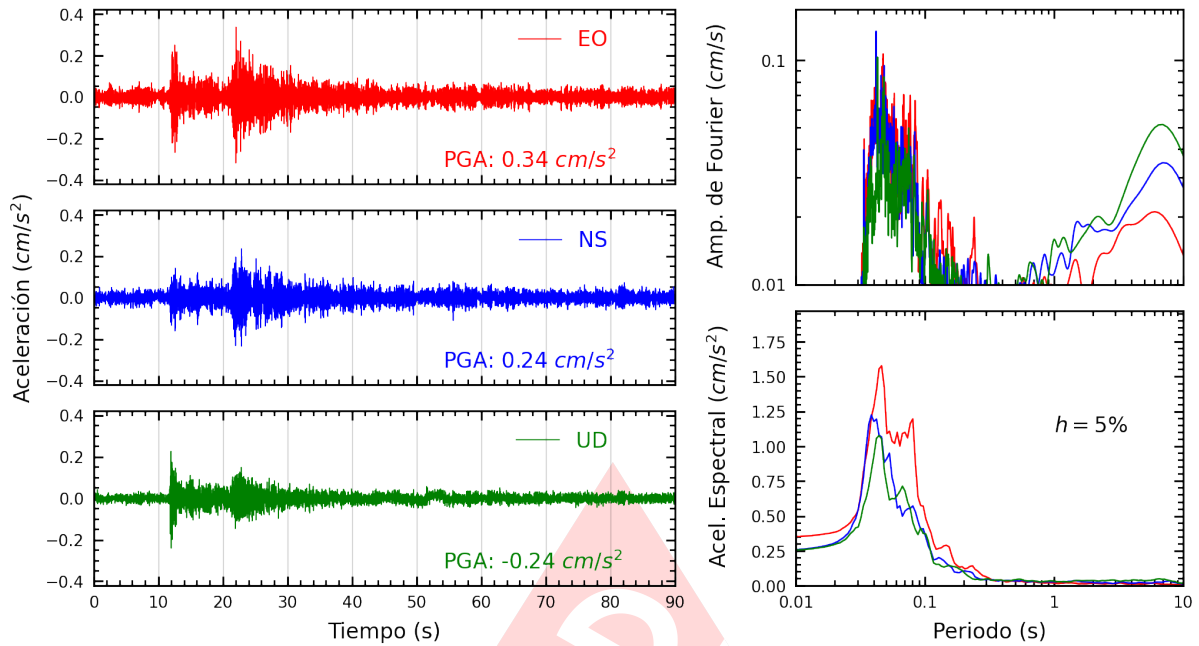 Aceleración (cm/s²)
0.4
0.2
0.0
−0.2
−0.4
EO
PGA: 0.34 cm/s²
0.4
0.2
0.0
−0.2
−0.4
NS
PGA: 0.24 cm/s²
0.4
0.2
0.0
−0.2
−0.4
UD
PGA: -0.24 cm/s²
0 10 20 30 40 50 60 70 80 90
Tiempo (s)
Amp. de Fourier (cm/s)
0.1
0.01
Acel. Espectral (cm/s²)
1.75
1.50
1.25
1.00
0.75
0.50
0.25
0.00
h = 5%
0.01 0.1 1 10
Periodo (s)